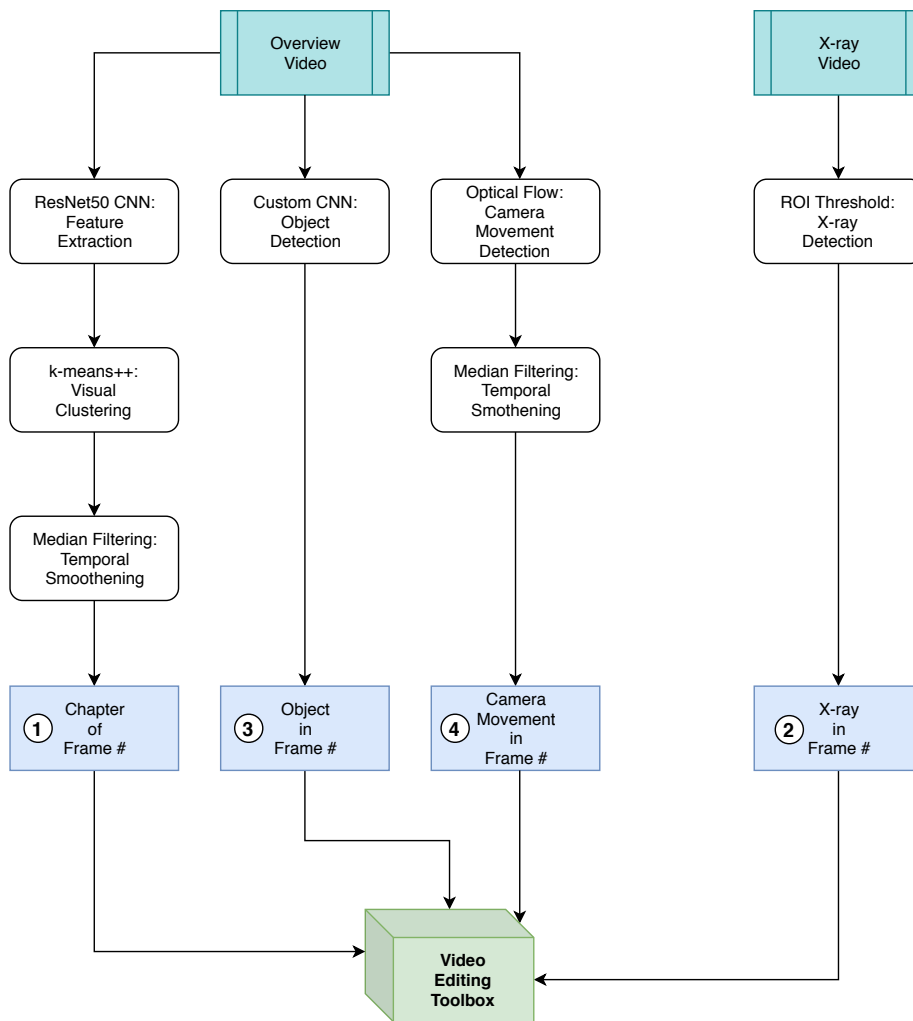 Overview
Video
X-ray
Video
ResNet50 CNN:
Feature
Extraction
Custom CNN:
Object
Detection
Optical Flow:
Camera
Movement
Detection
ROI Threshold:
X-ray
Detection
k-means++:
Visual
Clustering
Median Filtering:
Temporal
Smothening
Median Filtering:
Temporal
Smoothening
1
Chapter
of
Frame #
3
Object
in
Frame #
4
Camera
Movement
in
Frame #
2
X-ray
in
Frame #
Video
Editing
Toolbox